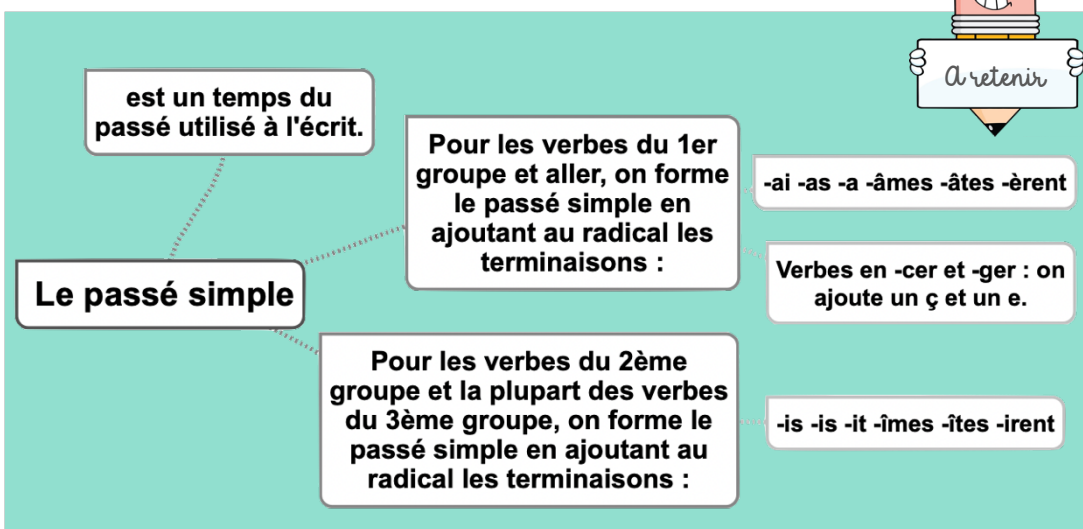 A retenir
est un temps du
passé utilisé à l'écrit.
Le passé simple
Pour les verbes du 1er
groupe et aller, on forme
le passé simple en
ajoutant au radical les
terminaisons :
-ai -as -a -âmes -âtes -èrent
Verbes en -cer et -ger : on
ajoute un ç et un e.
Pour les verbes du 2ème
groupe et la plupart des verbes
du 3ème groupe, on forme le
passé simple en ajoutant au
radical les terminaisons :
-is -is -it -îmes -îtes -irent